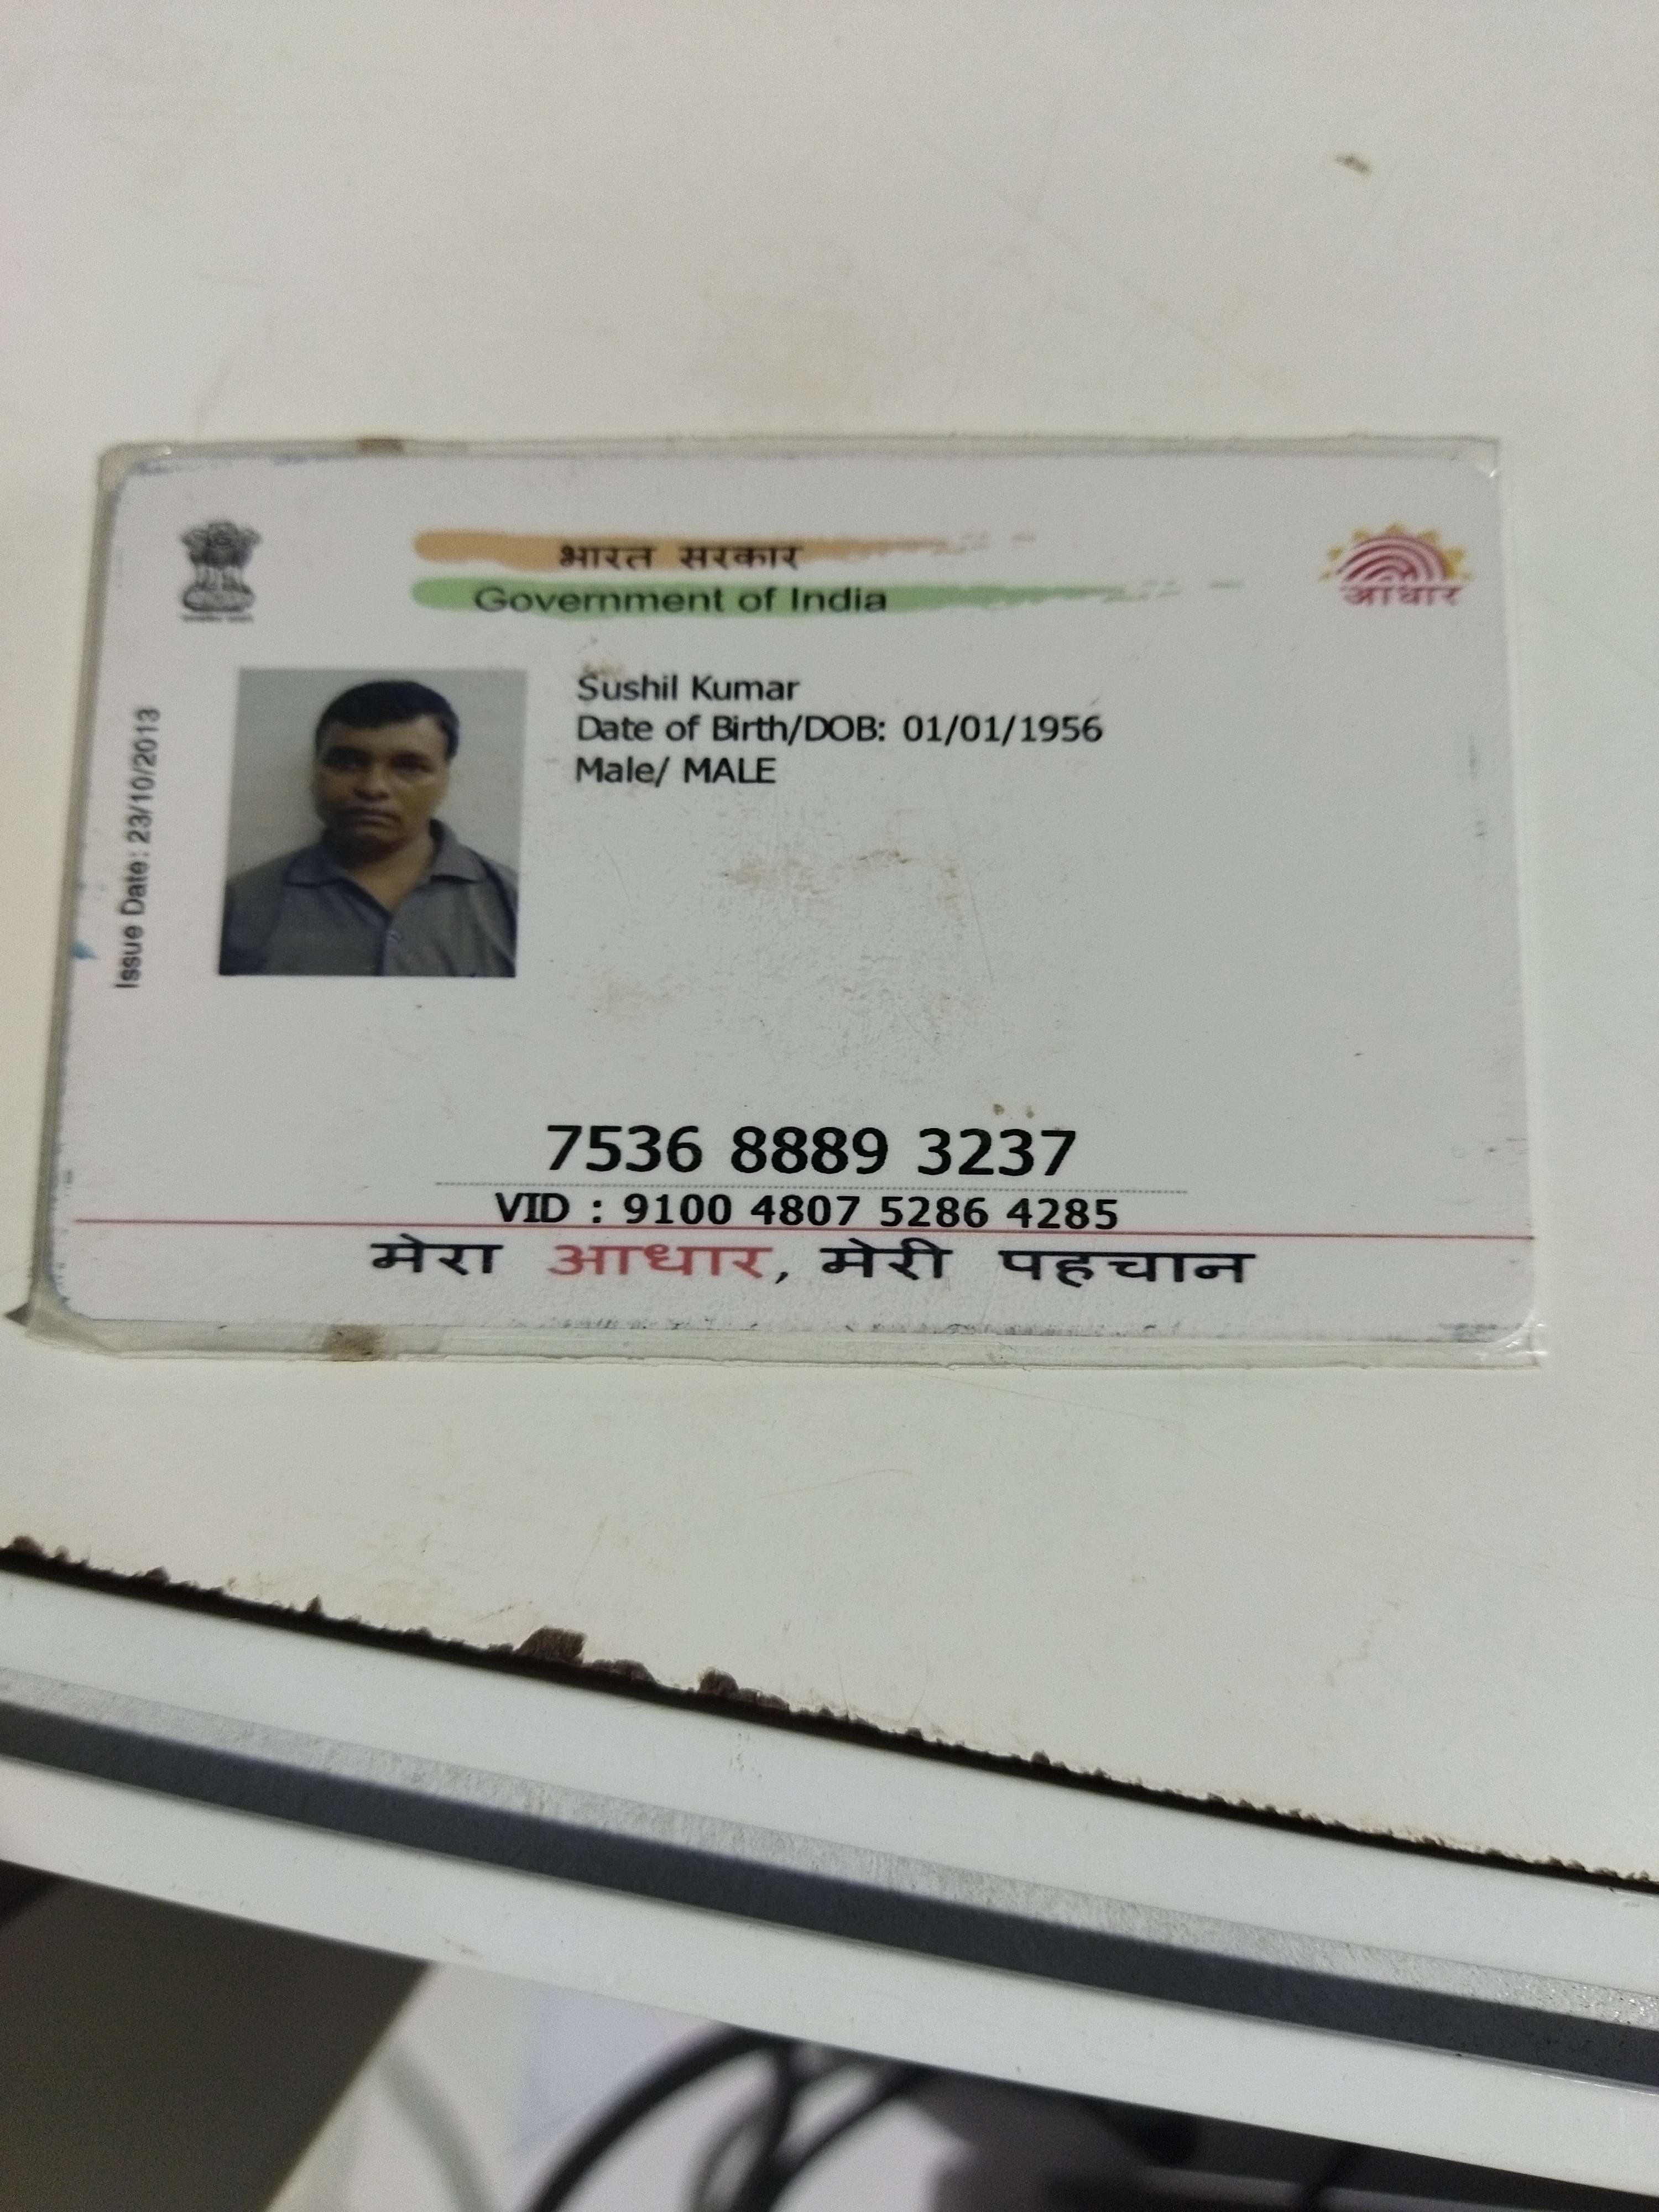 भारत सरकार
Government of India
आधार
Issue Date: 23/10/2013
Sushil Kumar
Date of Birth/DOB: 01/01/1956
Male/ MALE
7536 8889 3237
VID : 9100 4807 5286 4285
मेरा आधार, मेरी पहचान